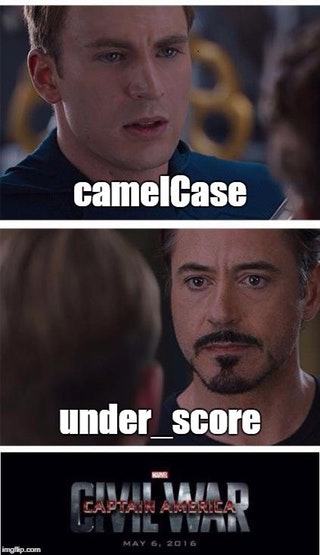 camelCase
under_score
MARVEL
CAPTAIN AMERICA
CIVIL WAR
MAY 6, 2016
imgflip.com